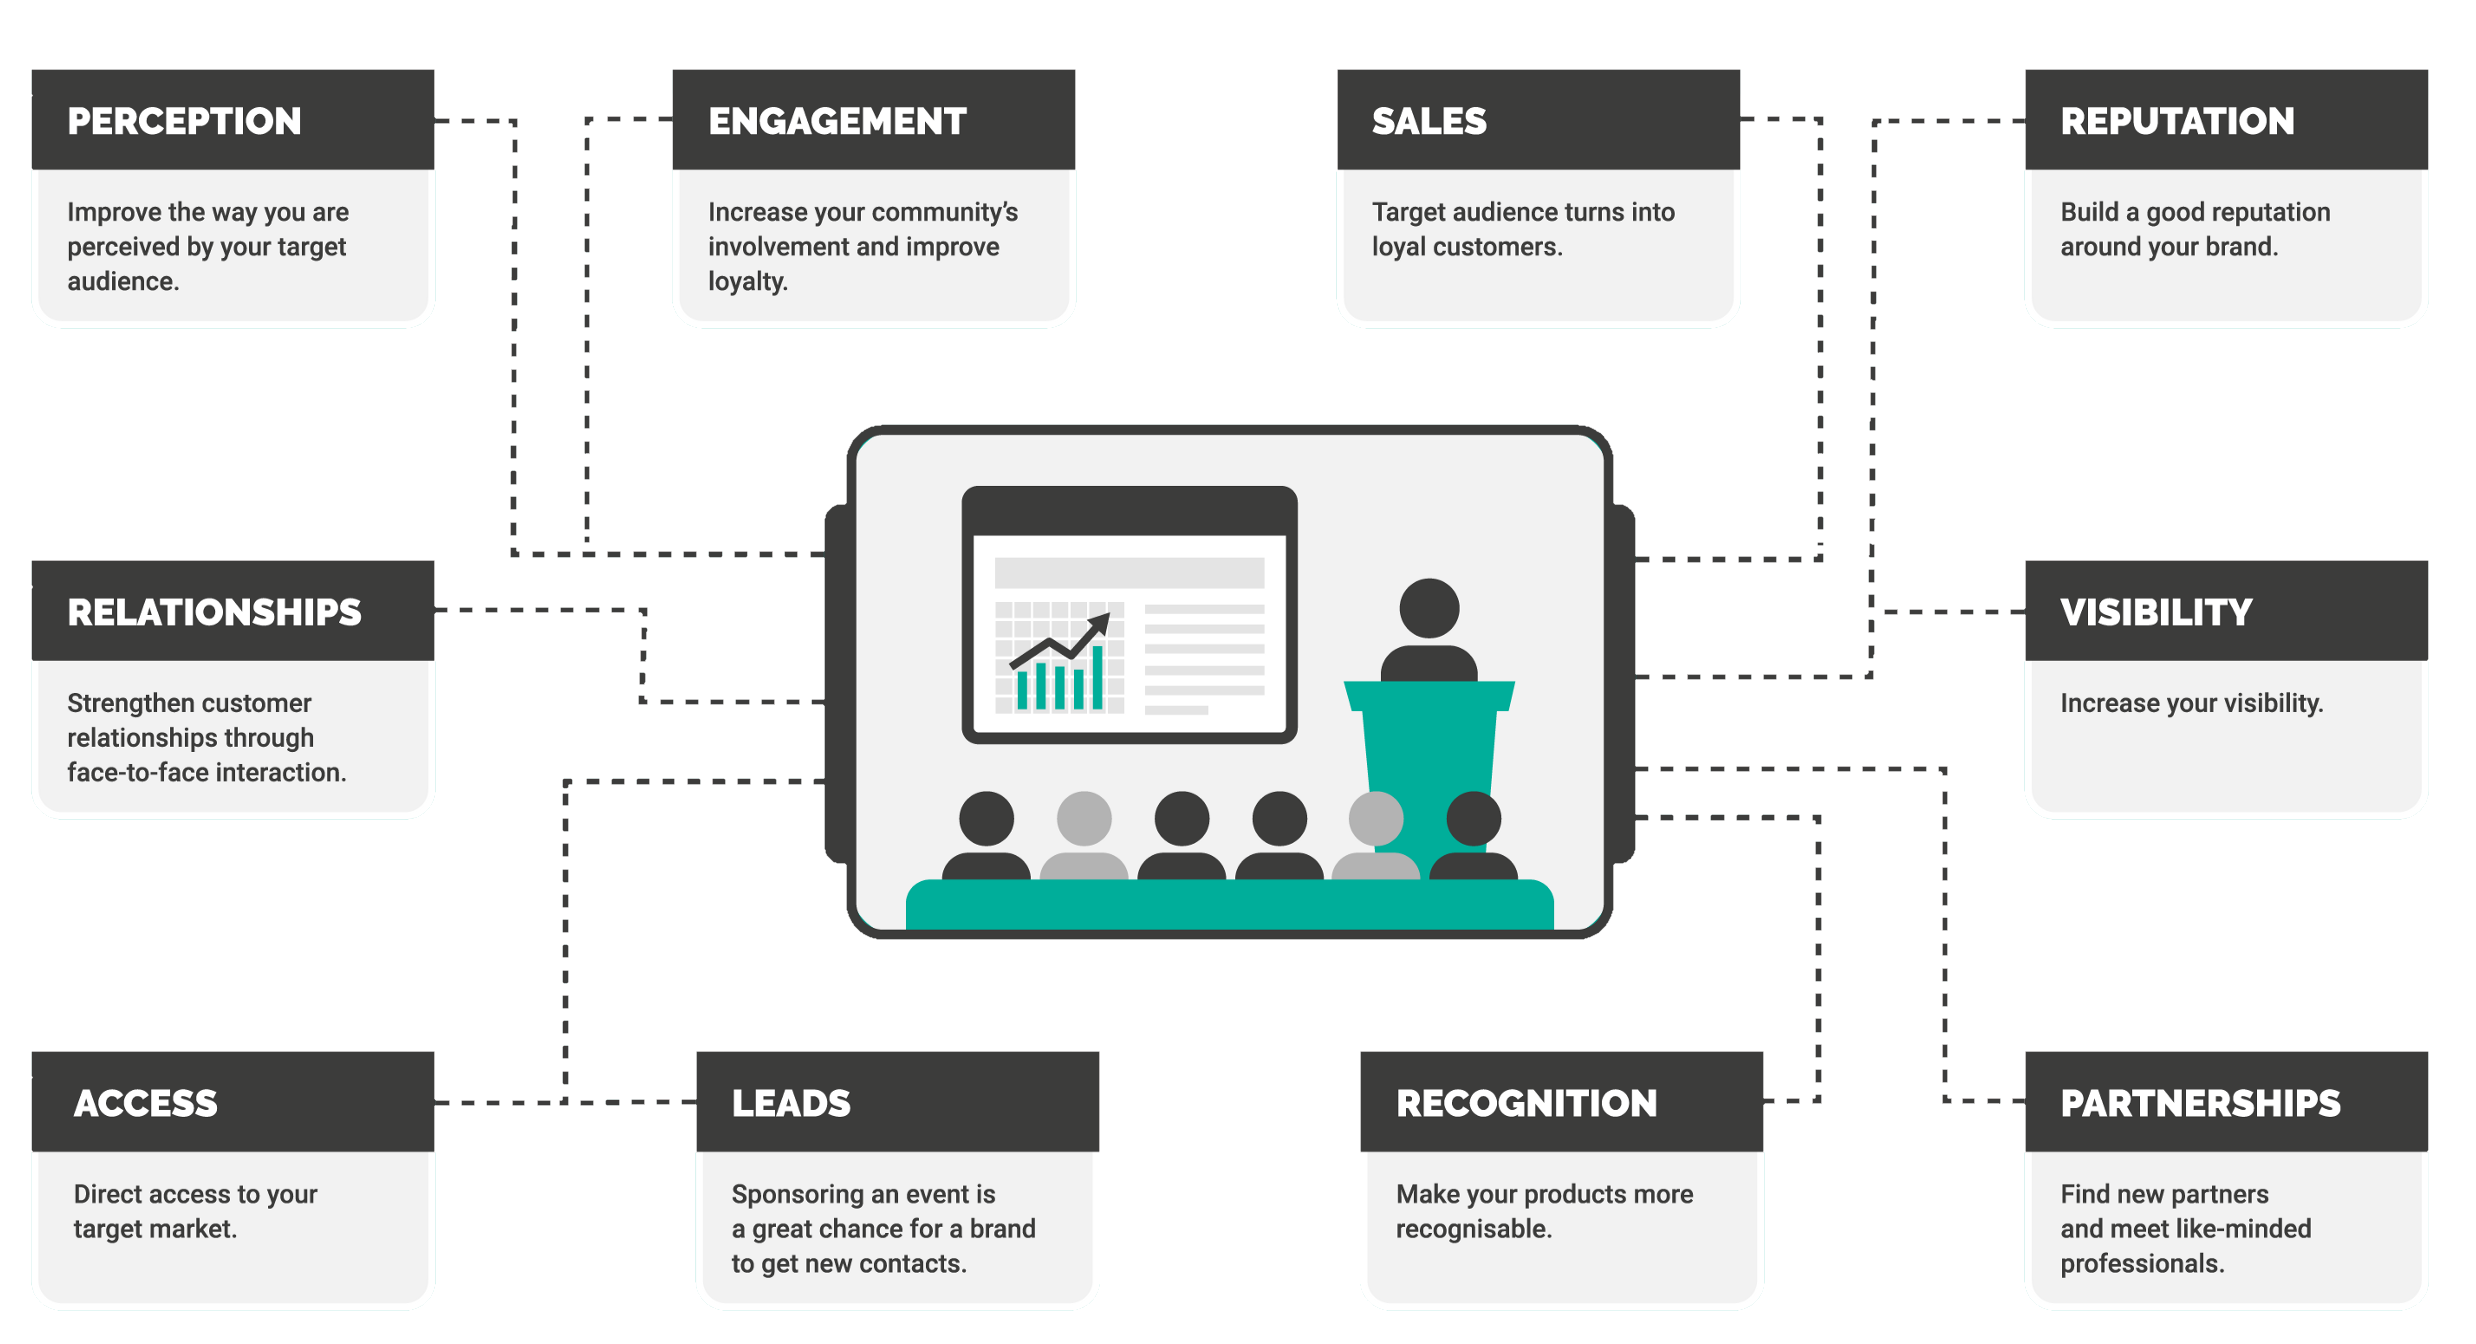 PERCEPTION
Improve the way you are
perceived by your target
audience.
ENGAGEMENT
Increase your community’s
involvement and improve
loyalty.
SALES
Target audience turns into
loyal customers.
REPUTATION
Build a good reputation
around your brand.
RELATIONSHIPS
Strengthen customer
relationships through
face-to-face interaction.
VISIBILITY
Increase your visibility.
ACCESS
Direct access to your
target market.
LEADS
Sponsoring an event is
a great chance for a brand
to get new contacts.
RECOGNITION
Make your products more
recognisable.
PARTNERSHIPS
Find new partners
and meet like-minded
professionals.